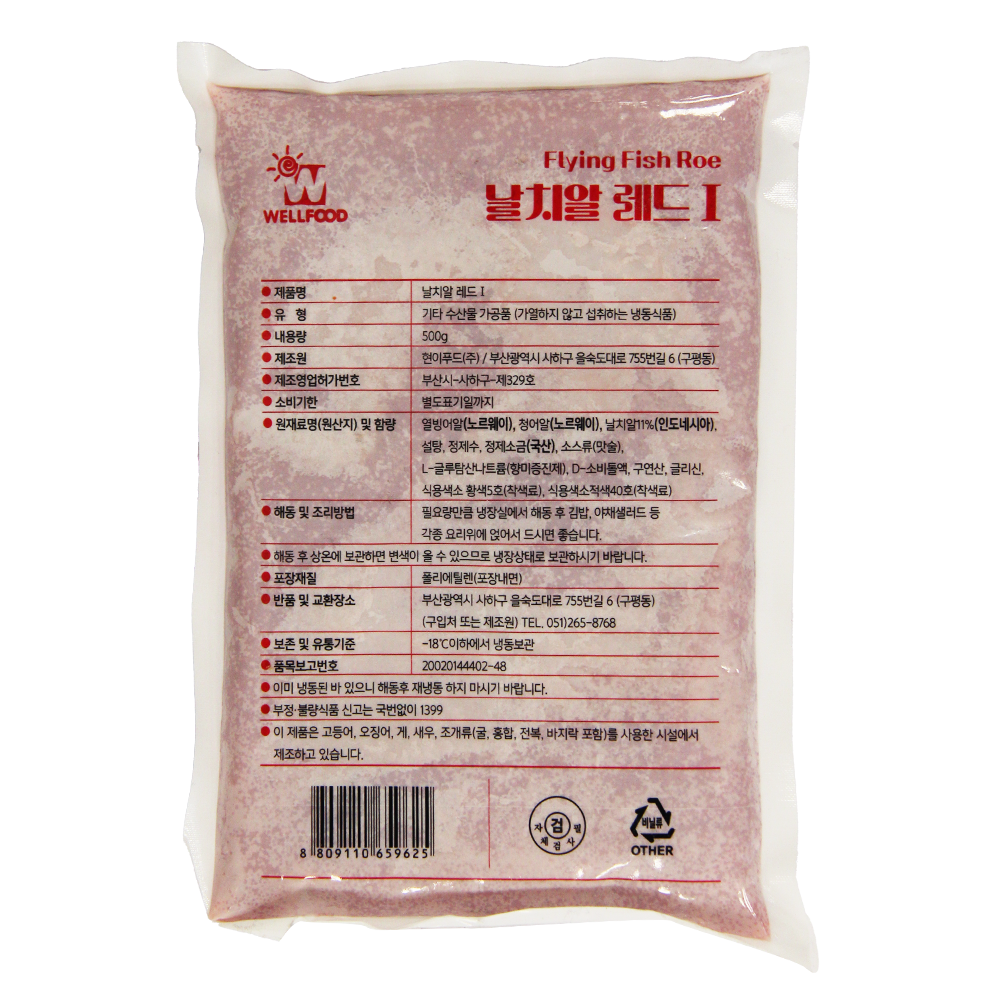 WELLFOOD
Flying Fish Roe
날치알 레드 I
● 제품명 날치알 레드 I
● 유 형 기타 수산물 가공품 (가열하지 않고 섭취하는 냉동식품)
● 내용량 500g
● 제조원 현이푸드(주) / 부산광역시 사하구 을숙도대로 755번길 6 (구평동)
● 제조영업허가번호 부산시-사하구-제329호
● 소비기한 별도표기일까지
● 원재료명(원산지) 및 함량 열빙어알(노르웨이), 청어알(노르웨이), 날치알11%(인도네시아),
설탕, 정제수, 정제소금(국산), 소스류(맛술),
L-글루탐산나트륨(향미증진제), D-소비톨액, 구연산, 글리신,
식용색소 황색5호(착색료), 식용색소적색40호(착색료)
● 해동 및 조리방법 필요량만큼 냉장실에서 해동 후 김밥, 야채샐러드 등
각종 요리위에 얹어서 드시면 좋습니다.
● 해동 후 상온에 보관하면 변색이 올 수 있으므로 냉장상태로 보관하시기 바랍니다.
● 포장재질 폴리에틸렌(포장내면)
● 반품 및 교환장소 부산광역시 사하구 을숙도대로 755번길 6 (구평동)
(구입처 또는 제조원) TEL. 051)265-8768
● 보존 및 유통기준 -18℃이하에서 냉동보관
● 품목보고번호 20020144402-48
● 이미 냉동된 바 있으니 해동후 재냉동 하지 마시기 바랍니다.
● 부정·불량식품 신고는 국번없이 1399
● 이 제품은 고등어, 오징어, 게, 새우, 조개류(굴, 홍합, 전복, 바지락 포함)를 사용한 시설에서
제조하고 있습니다.
8 809110 659625
자체검사필
검
비닐류
OTHER